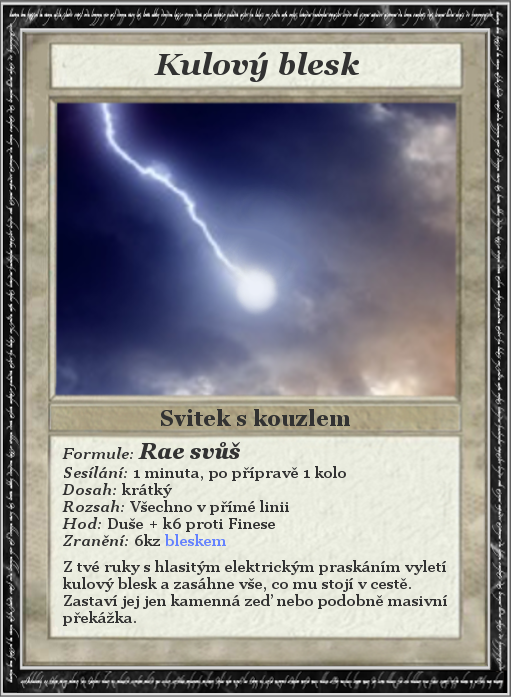 Kulový blesk
Svitek s kouzlem
Formule: Rae svůš
Sesílání: 1 minuta, po přípravě 1 kolo
Dosah: krátký
Rozsah: Všechno v přímé linii
Hod: Duše + k6 proti Finese
Zranění: 6kz bleskem
Z tvé ruky s hlasitým elektrickým praskáním vyletí
kulový blesk a zasáhne vše, co mu stojí v cestě.
Zastaví jej jen kamenná zeď nebo podobně masivní
překážka.